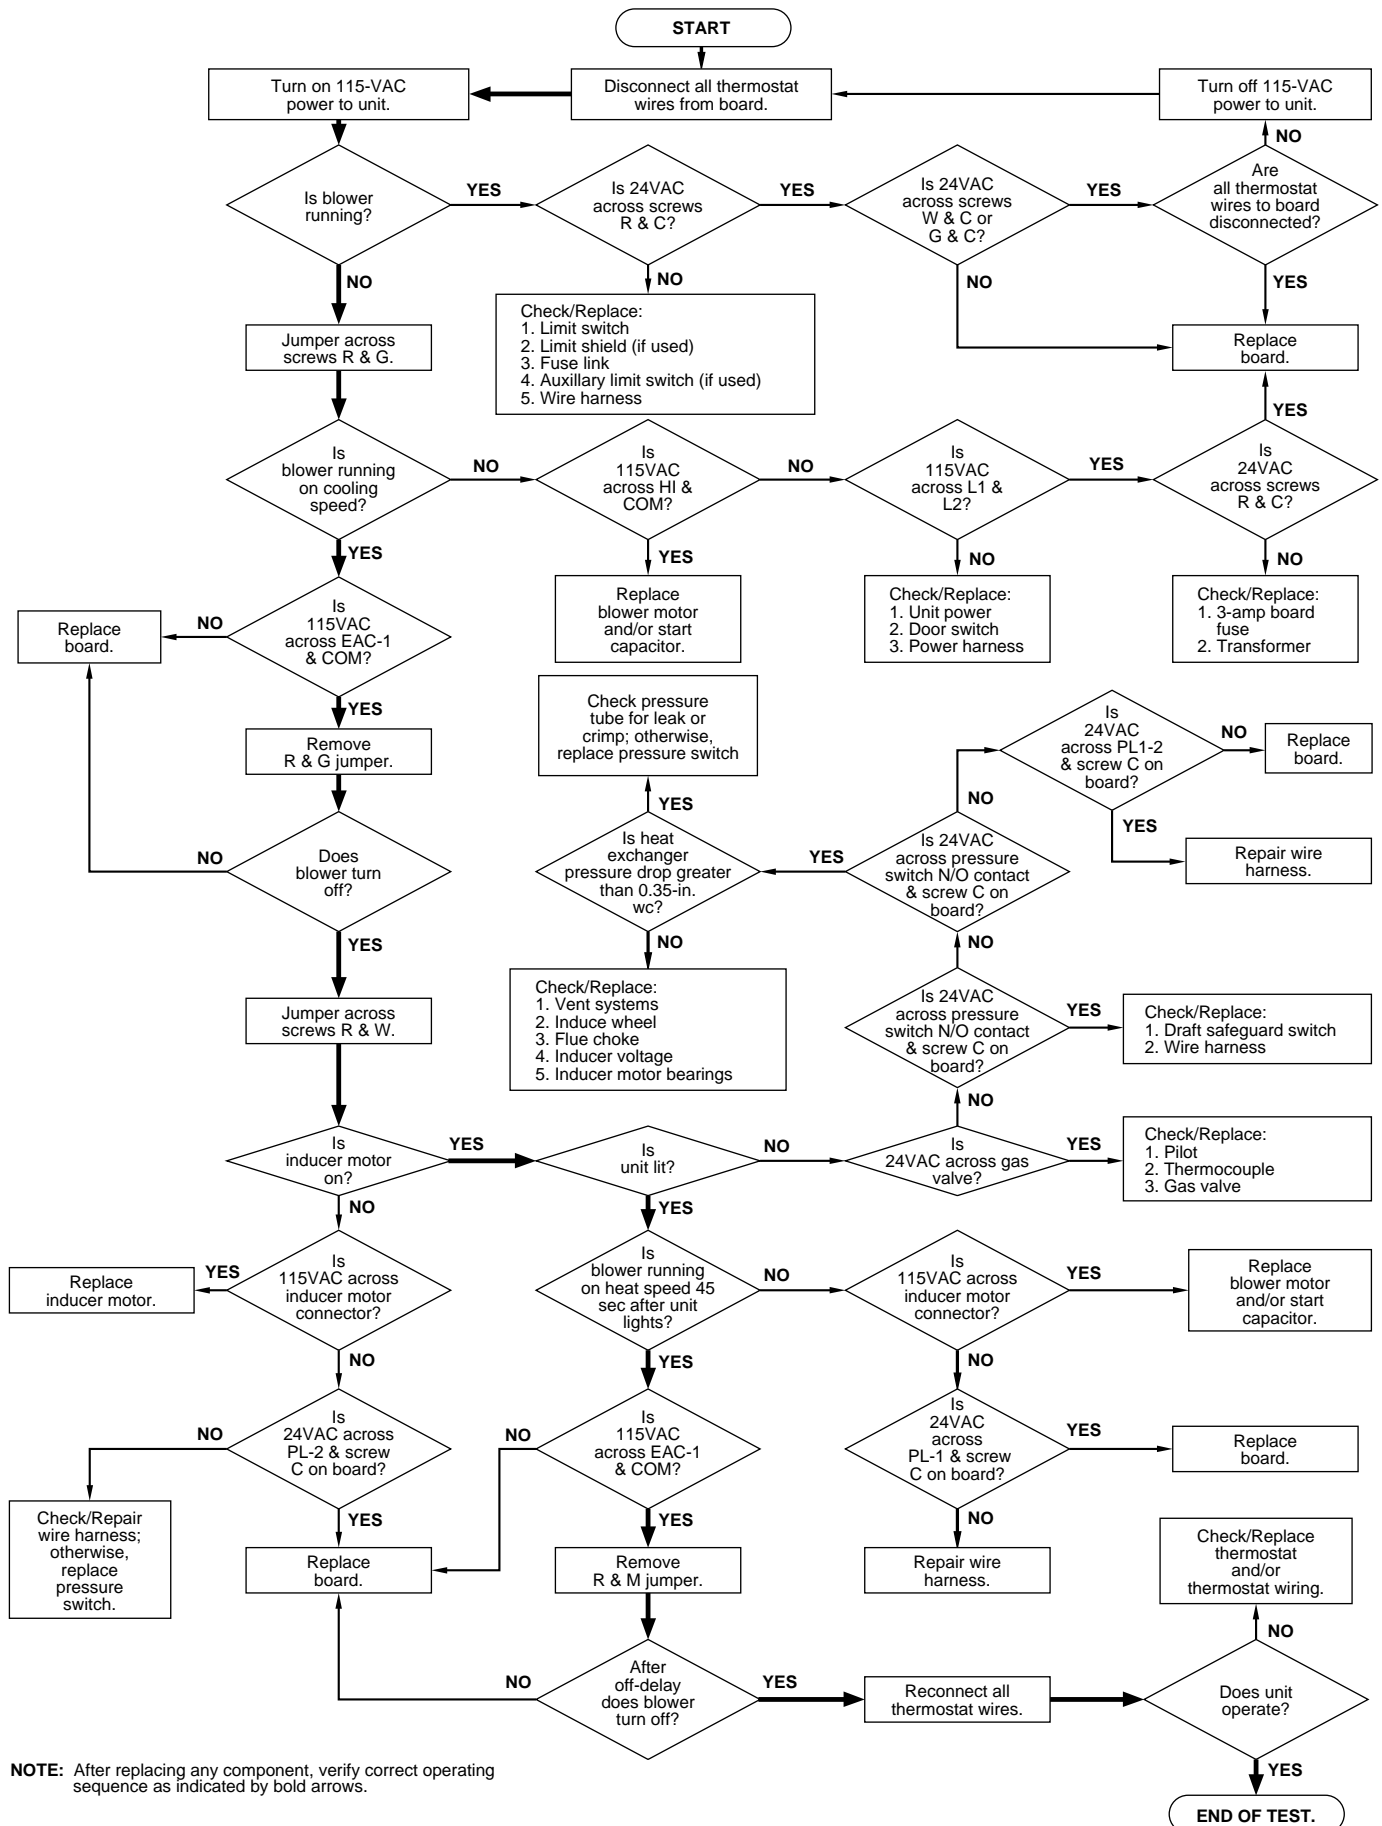 START
Turn on 115-VAC
power to unit.
Disconnect all thermostat
wires from board.
Turn off 115-VAC
power to unit.
NO
Is blower
running?
YES
Is 24VAC
across screws
R & C?
YES
Is 24VAC
across screws
W & C or
G & C?
YES
Are
all thermostat
wires to board
disconnected?
NO
NO
NO
YES
Jumper across
screws R & G.
Check/Replace:
1. Limit switch
2. Limit shield (if used)
3. Fuse link
4. Auxillary limit switch (if used)
5. Wire harness
Replace
board.
YES
Is
blower running
on cooling
speed?
NO
Is
115VAC
across HI &
COM?
NO
Is
115VAC
across L1 &
L2?
YES
Is
24VAC
across screws
R & C?
YES
YES
NO
NO
Replace
board.
NO
Is
115VAC
across EAC-1
& COM?
Replace
blower motor
and/or start
capacitor.
Check/Replace:
1. Unit power
2. Door switch
3. Power harness
Check/Replace:
1. 3-amp board
fuse
2. Transformer
YES
Remove
R & G jumper.
Check pressure
tube for leak or
crimp; otherwise,
replace pressure switch
Is
24VAC
across PL1-2
& screw C on
board?
NO
Replace
board.
YES
NO
YES
NO
Does
blower turn
off?
Is heat
exchanger
pressure drop greater
than 0.35-in.
wc?
YES
Is 24VAC
across pressure
switch N/O contact
& screw C on
board?
Repair wire
harness.
YES
NO
NO
Jumper across
screws R & W.
Check/Replace:
1. Vent systems
2. Induce wheel
3. Flue choke
4. Inducer voltage
5. Inducer motor bearings
Is 24VAC
across pressure
switch N/O contact
& screw C on
board?
YES
Check/Replace:
1. Draft safeguard switch
2. Wire harness
NO
Is
inducer motor
on?
YES
Is
unit lit?
NO
Is
24VAC across gas
valve?
YES
Check/Replace:
1. Pilot
2. Thermocouple
3. Gas valve
NO
YES
Replace
inducer motor.
YES
Is
115VAC across
inducer motor
connector?
Is
blower running
on heat speed 45
sec after unit
lights?
NO
Is
115VAC across
inducer motor
connector?
YES
Replace
blower motor
and/or start
capacitor.
NO
YES
NO
NO
Is
24VAC across
PL-2 & screw
C on board?
NO
Is
115VAC
across EAC-1
& COM?
Is
24VAC
across
PL-1 & screw
C on board?
YES
Replace
board.
Check/Repair
wire harness;
otherwise,
replace
pressure
switch.
YES
YES
NO
Replace
board.
Remove
R & M jumper.
Repair wire
harness.
Check/Replace
thermostat
and/or
thermostat wiring.
NO
NO
After
off-delay
does blower
turn off?
YES
Reconnect all
thermostat wires.
Does unit
operate?
YES
NOTE: After replacing any component, verify correct operating
sequence as indicated by bold arrows.
END OF TEST.